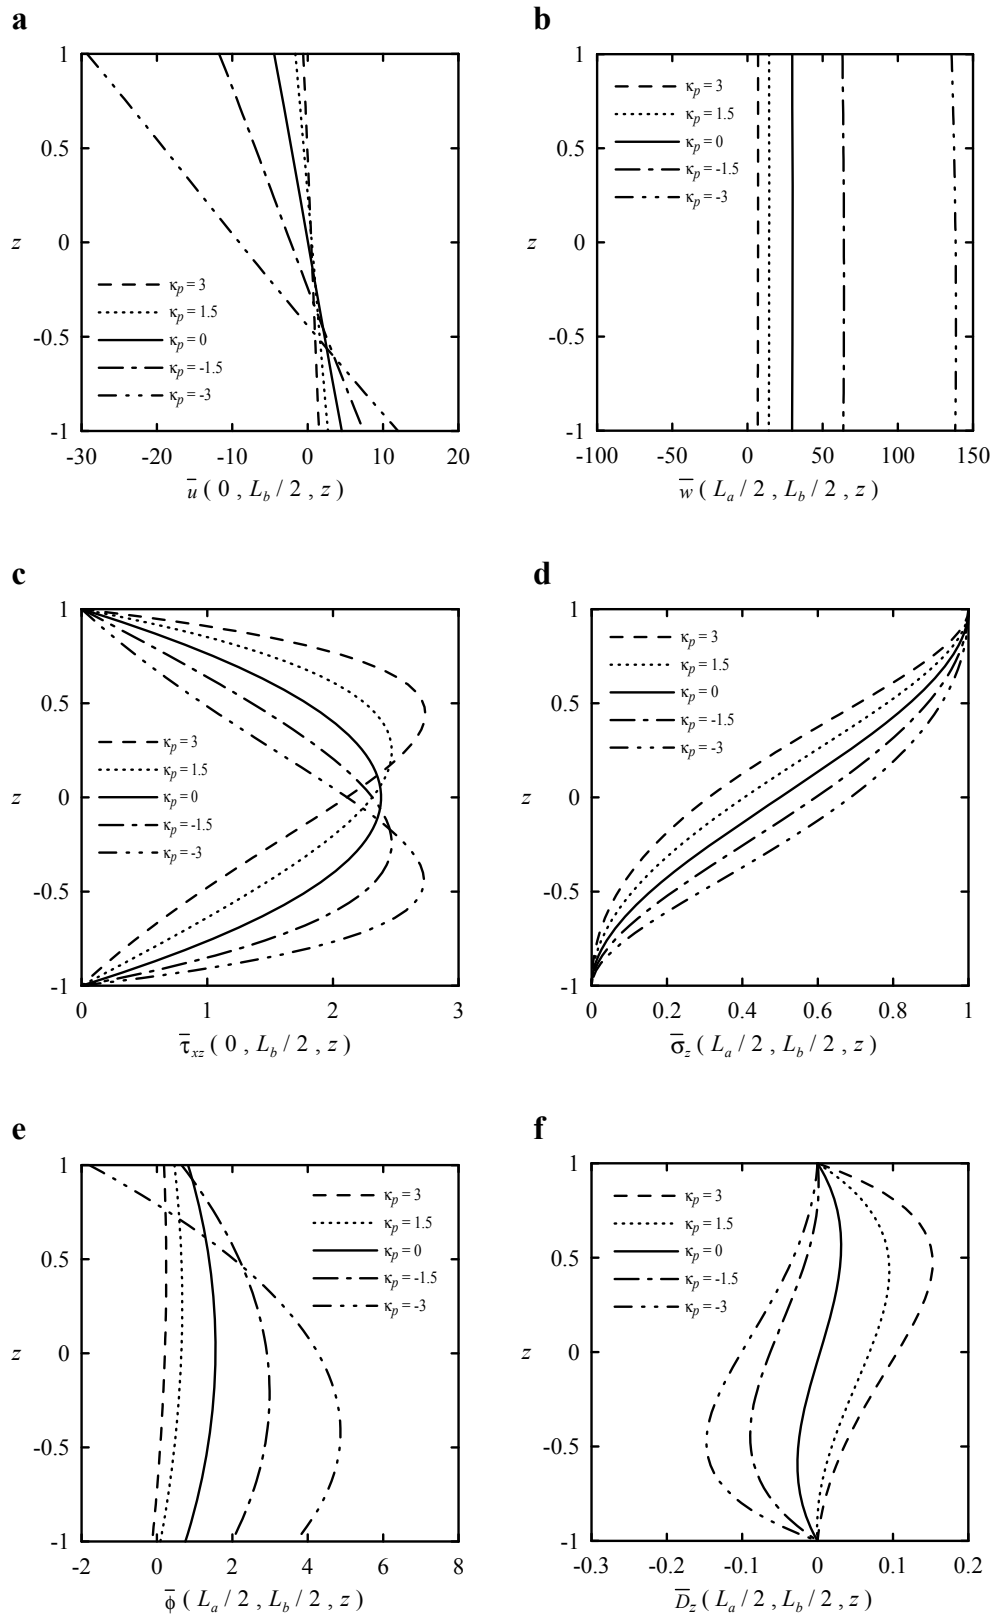 a
1
0.5
z
0
-0.5
-1
κp = 3
κp = 1.5
κp = 0
κp = -1.5
κp = -3
-30 -20 -10 0 10 20
u̅ ( 0 , Lb / 2 , z )
b
1
0.5
z
0
-0.5
-1
κp = 3
κp = 1.5
κp = 0
κp = -1.5
κp = -3
-100 -50 0 50 100 150
w̅ ( La / 2 , Lb / 2 , z )
c
1
0.5
z
0
-0.5
-1
κp = 3
κp = 1.5
κp = 0
κp = -1.5
κp = -3
0 1 2 3
τ̅xz ( 0 , Lb / 2 , z )
d
1
0.5
z
0
-0.5
-1
κp = 3
κp = 1.5
κp = 0
κp = -1.5
κp = -3
0 0.2 0.4 0.6 0.8 1
σ̅z ( La / 2 , Lb / 2 , z )
e
1
0.5
z
0
-0.5
-1
κp = 3
κp = 1.5
κp = 0
κp = -1.5
κp = -3
-2 0 2 4 6 8
ϕ̅ ( La / 2 , Lb / 2 , z )
f
1
0.5
z
0
-0.5
-1
κp = 3
κp = 1.5
κp = 0
κp = -1.5
κp = -3
-0.3 -0.2 -0.1 0 0.1 0.2
D̅z ( La / 2 , Lb / 2 , z )